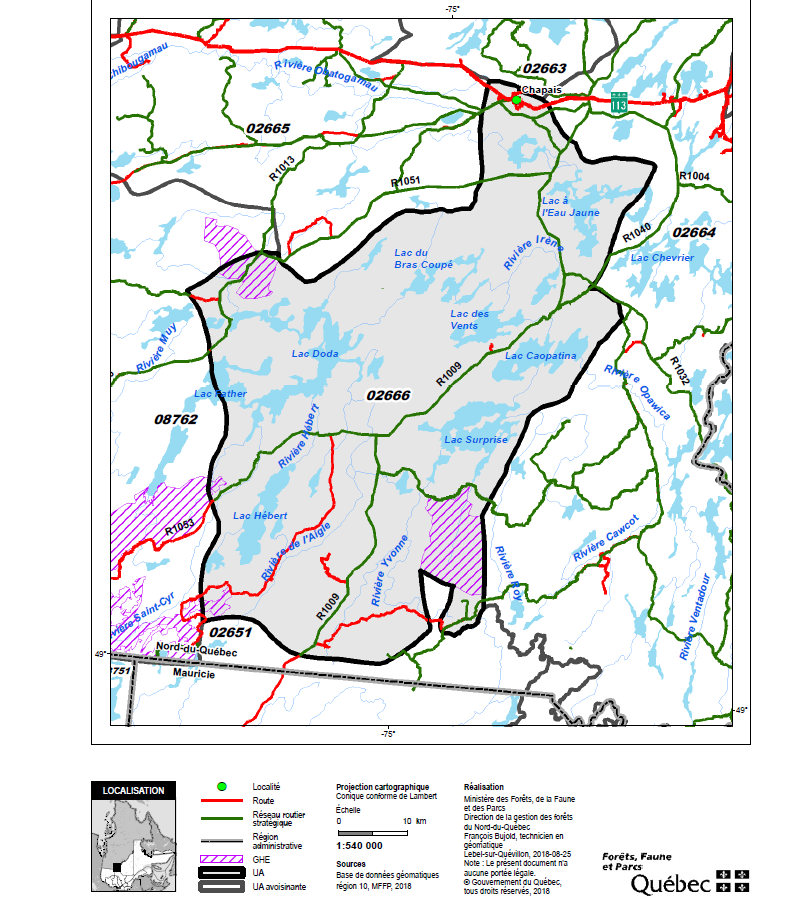 -75°
02663
Chapais
113
hibougamau
Rivière Obatogamau
02665
R1013
R1051
R1004
Lac à
l'Eau Jaune
R1040
02664
Rivière Irène
Lac du
Bras Coupé
Lac Chevrier
Lac des
Vents
Rivière Muy
Lac Doda
Lac Caopatina
R1009
R1032
Rivière Opawica
Lac Father
02666
08762
Rivière Hébert
Lac Surprise
Lac Hébert
R1053
Rivière de l'Aigle
Rivière Yvonne
Rivière Roy
Rivière Cawcot
Rivière Ventadour
R1009
vière Saint-Cyr
02651
49°
Nord-du-Québec
Mauricie
751
49°
-75°
LOCALISATION
Localité
Route
Réseau routier
stratégique
Région
administrative
GHE
UA
UA avoisinante
Projection cartographique
Conique conforme de Lambert
Échelle
0 10 km
1:540 000
Sources
Base de données géomatiques
région 10, MFFP, 2018
Réalisation
Ministère des Forêts, de la Faune
et des Parcs
Direction de la gestion des forêts
du Nord-du-Québec
François Bujold, technicien en
géomatique
Lebel-sur-Quévillon, 2018-08-25
Note : Le présent document n'a
aucune portée légale.
© Gouvernement du Québec,
tous droits réservés, 2018
Forêts, Faune
et Parcs
Québec